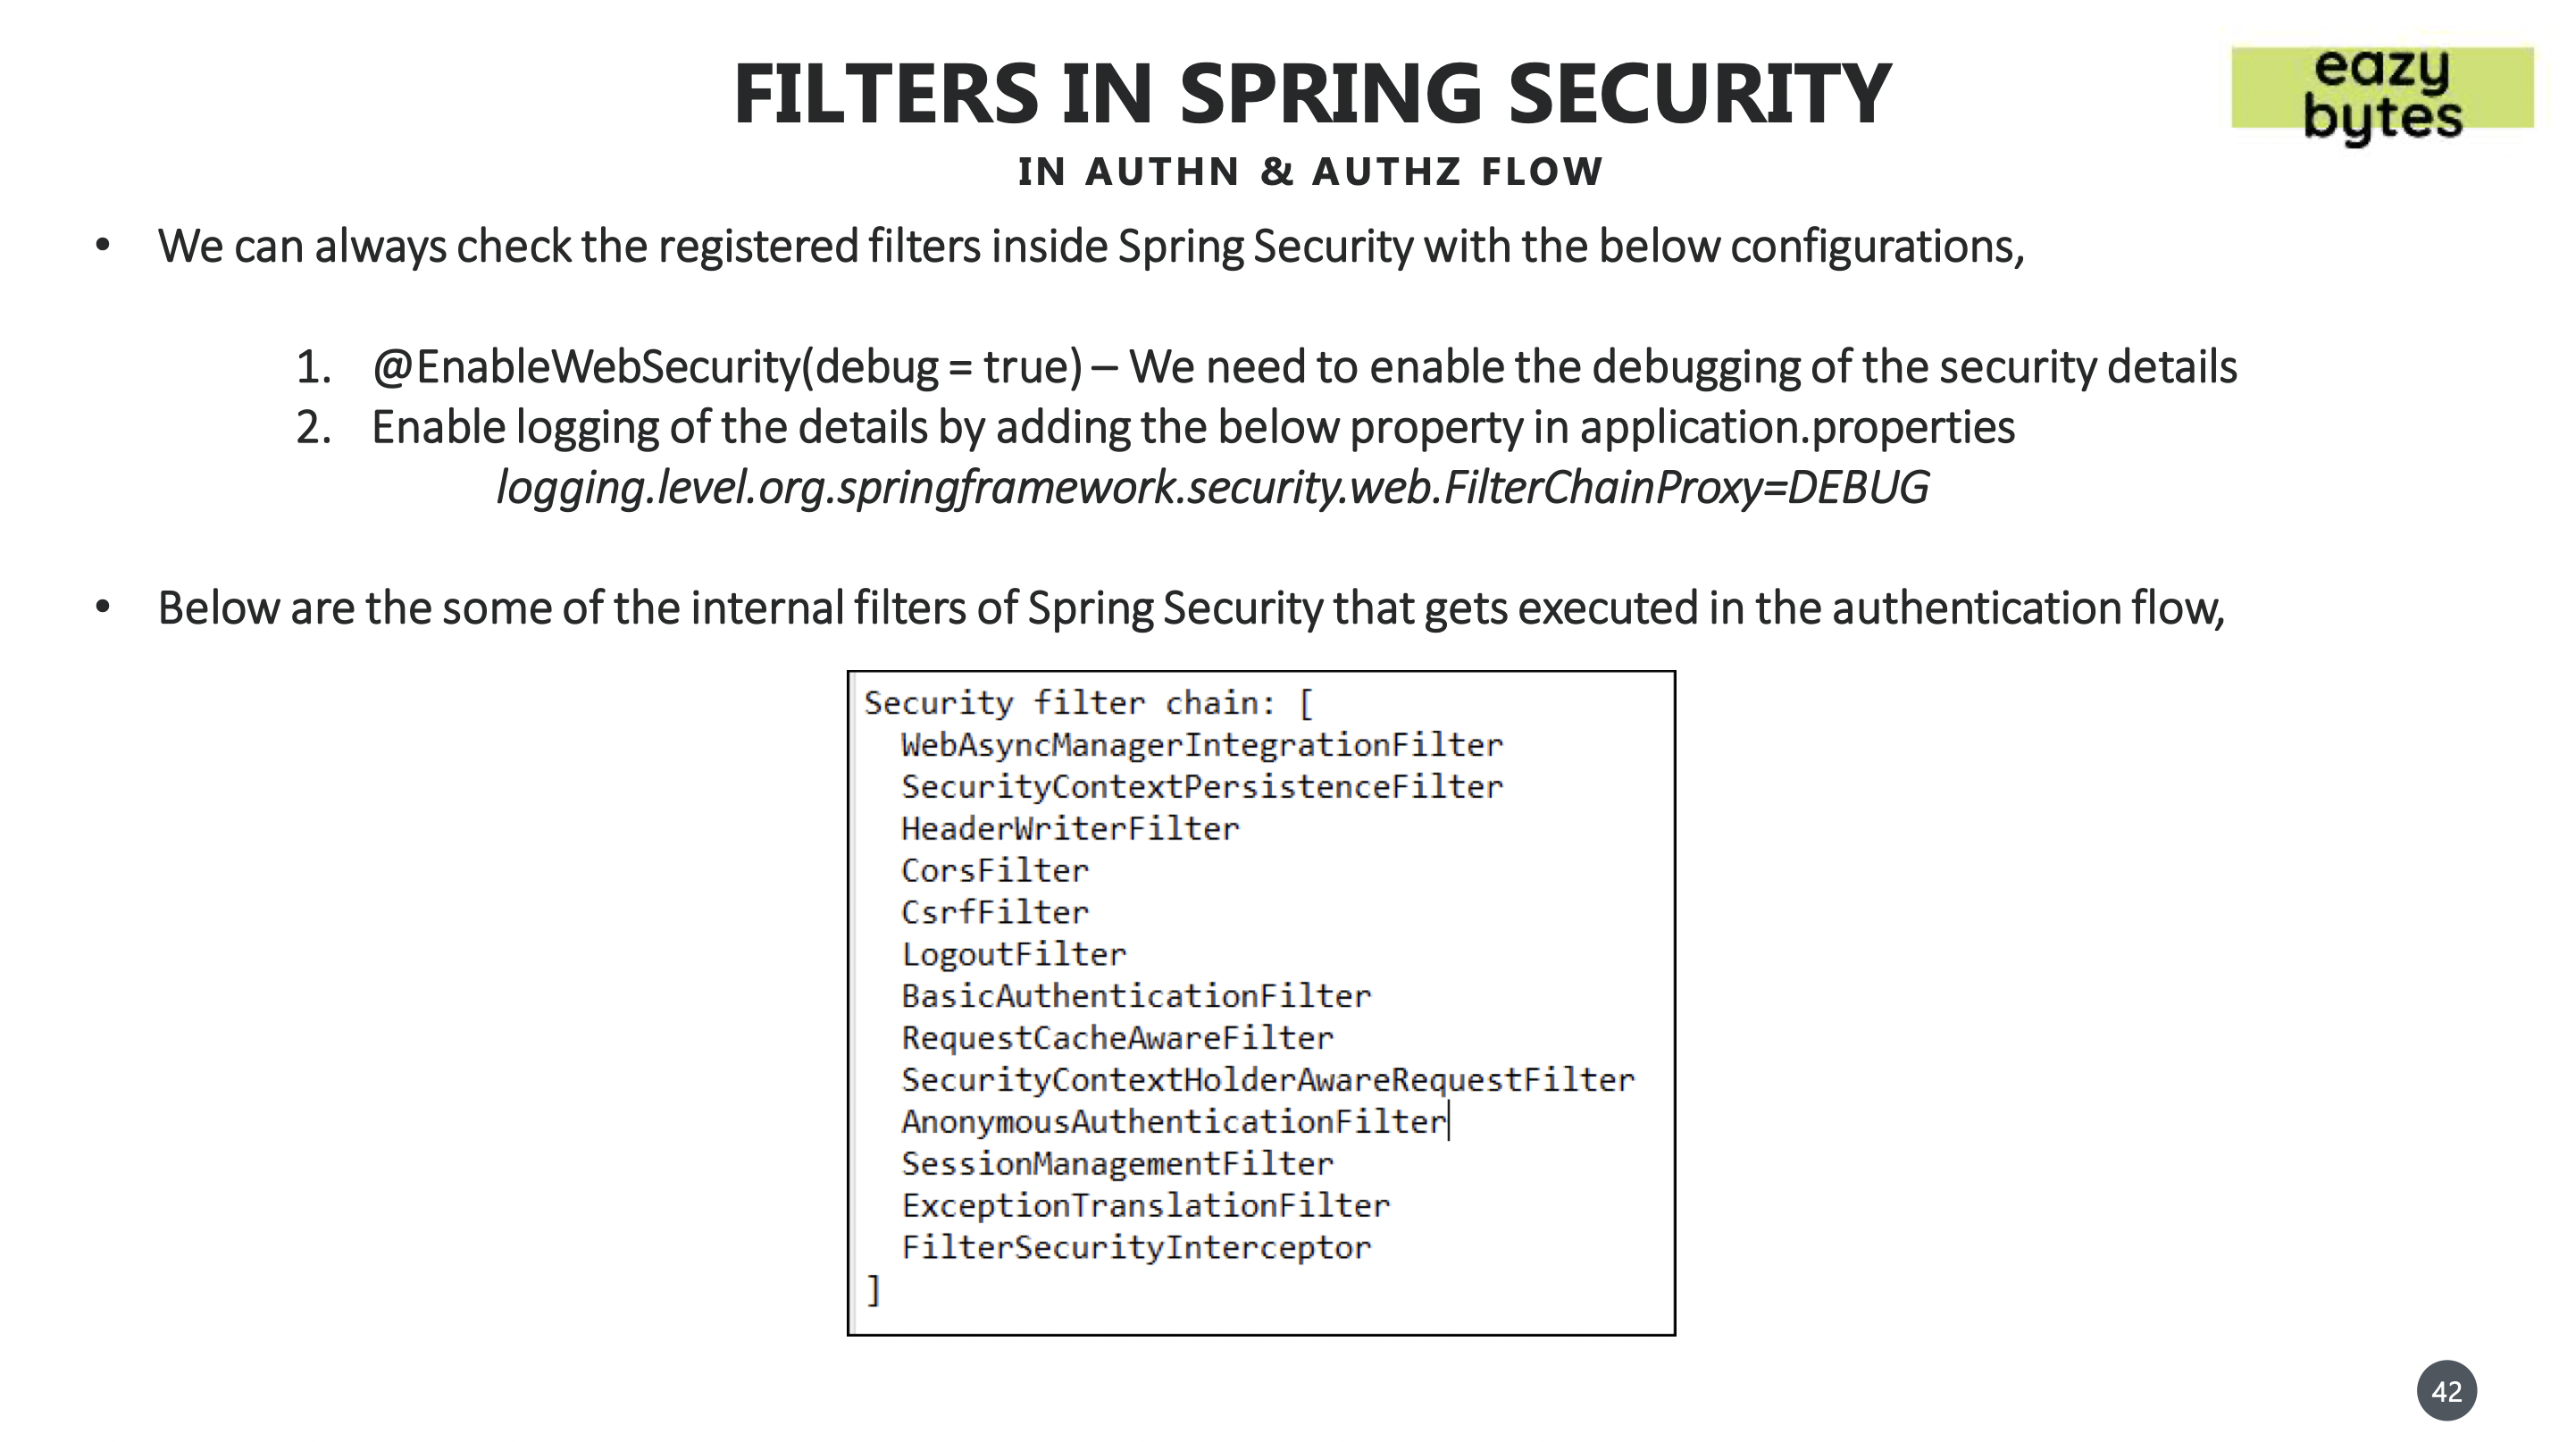 FILTERS IN SPRING SECURITY
eazy
bytes
IN AUTHN & AUTHZ FLOW
• We can always check the registered filters inside Spring Security with the below configurations,
1. @EnableWebSecurity(debug = true) – We need to enable the debugging of the security details
2. Enable logging of the details by adding the below property in application.properties
logging.level.org.springframework.security.web.FilterChainProxy=DEBUG
• Below are the some of the internal filters of Spring Security that gets executed in the authentication flow,
Security filter chain: [
WebAsyncManagerIntegrationFilter
SecurityContextPersistenceFilter
HeaderWriterFilter
CorsFilter
CsrfFilter
LogoutFilter
BasicAuthenticationFilter
RequestCacheAwareFilter
SecurityContextHolderAwareRequestFilter
AnonymousAuthenticationFilter
SessionManagementFilter
ExceptionTranslationFilter
FilterSecurityInterceptor
]
42